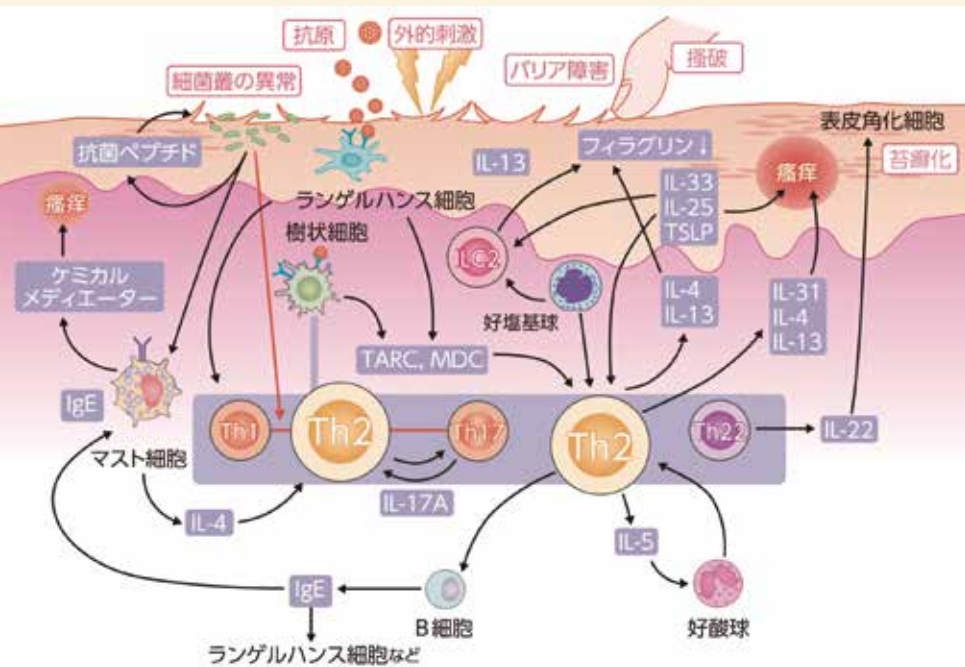 抗原
外的刺激
バリア障害
搔破
細菌叢の異常
表皮角化細胞
抗菌ペプチド
IL-13
フィラグリン↓
苔癬化
瘙痒
IL-33
IL-25
TSLP
瘙痒
ランゲルハンス細胞
樹状細胞
ILC2
ケミカル
メディエーター
IL-4
IL-13
IL-31
IL-4
IL-13
好塩基球
TARC, MDC
IgE
Th1
Th2
Th17
Th2
Th22
IL-22
マスト細胞
IL-17A
IL-4
IL-5
IgE
B細胞
好酸球
ランゲルハンス細胞など